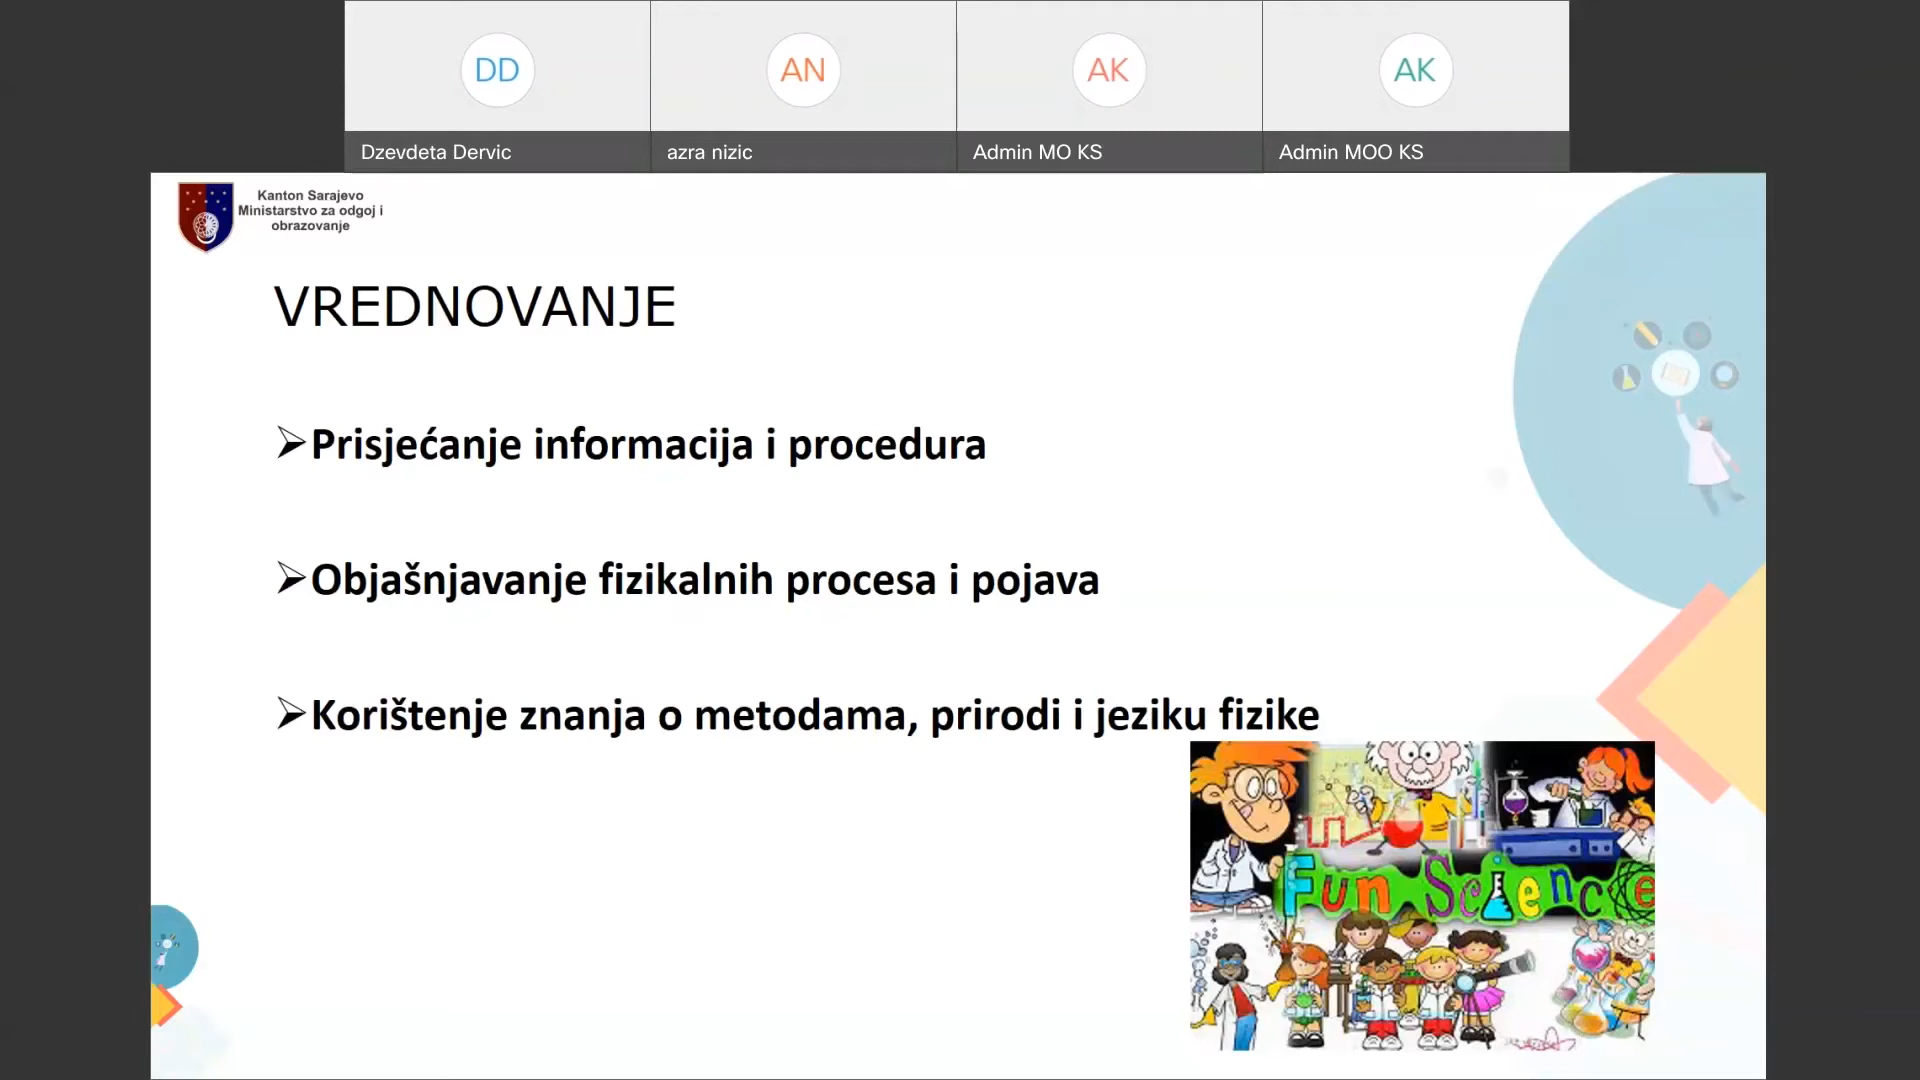 DD
AN
AK
AK
Dzevdeta Dervic
azra nizic
Admin MO KS
Admin MOO KS
Kanton Sarajevo
Ministarstvo za odgoj i
obrazovanje
VREDNOVANJE
➢Prisjećanje informacija i procedura
➢Objašnjavanje fizikalnih procesa i pojava
➢Korištenje znanja o metodama, prirodi i jeziku fizike
Fun Science